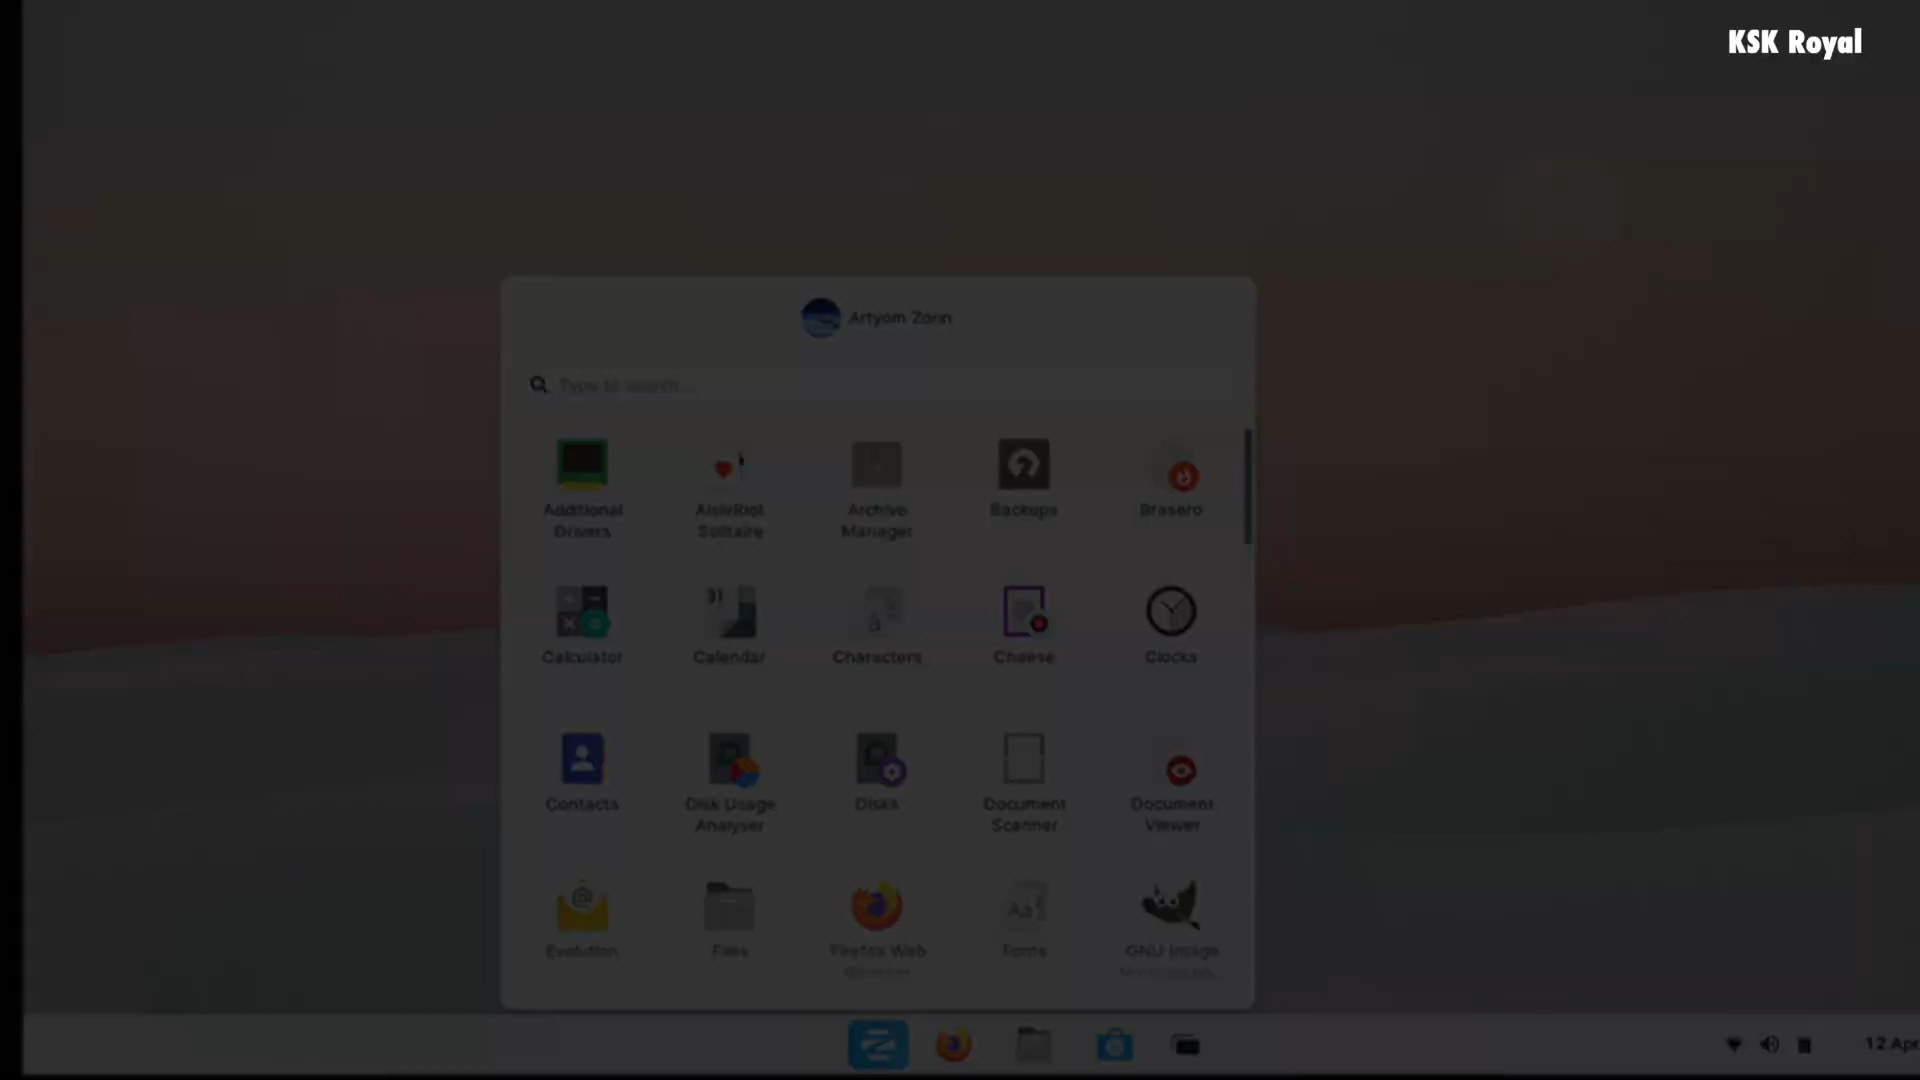 KSK Royal
Artyom Zorin
Type to search...
Additional
Drivers
AisleRiot
Solitaire
Archive
Manager
Backups
Brasero
Calculator
31
Calendar
Characters
Cheese
Clocks
Contacts
Disk Usage
Analyser
Disks
Document
Scanner
Document
Viewer
Evolution
Files
Firefox Web
Aa
Fonts
GNU Image
12 Apr